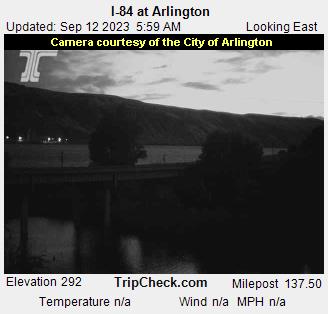 I-84 at Arlington
Updated: Sep 12 2023 5:59 AM Looking East
Camera courtesy of the City of Arlington
Elevation 292 TripCheck.com Milepost 137.50
Temperature n/a Wind n/a MPH n/a